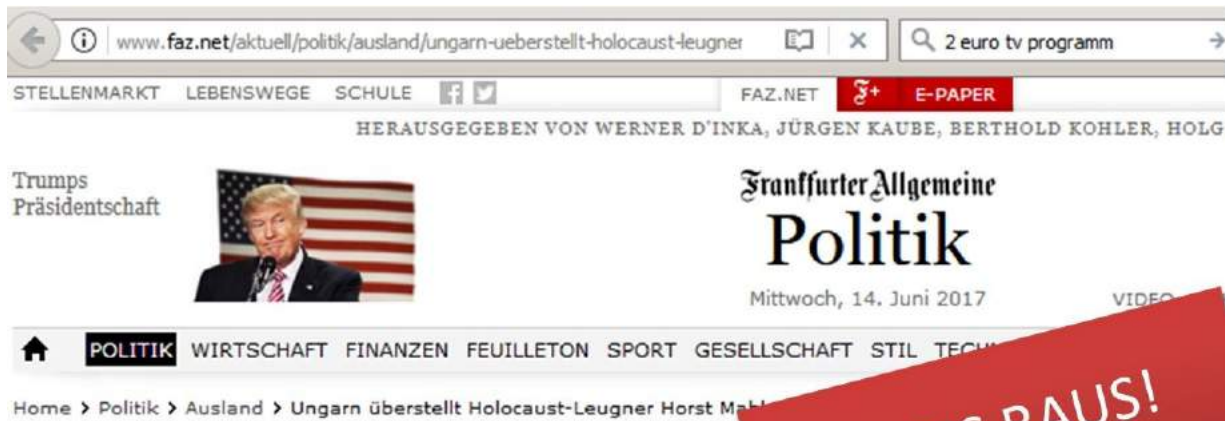 www.faz.net/aktuell/politik/ausland/ungarn-ueberstellt-holocaust-leugner
2 euro tv programm
STELLENMARKT LEBENSWEGE SCHULE
FAZ.NET F+ E-PAPER
HERAUSGEGEBEN VON WERNER D'INKA, JÜRGEN KAUBE, BERTHOLD KOHLER, HOLG
Trumps
Präsidentschaft
Frankfurter Allgemeine
Politik
Mittwoch, 14. Juni 2017
VIDEO
POLITIK WIRTSCHAFT FINANZEN FEUILLETON SPORT GESELLSCHAFT STIL
Home > Politik > Ausland > Ungarn überstellt Holocaust-Leugner Horst
RAUS!